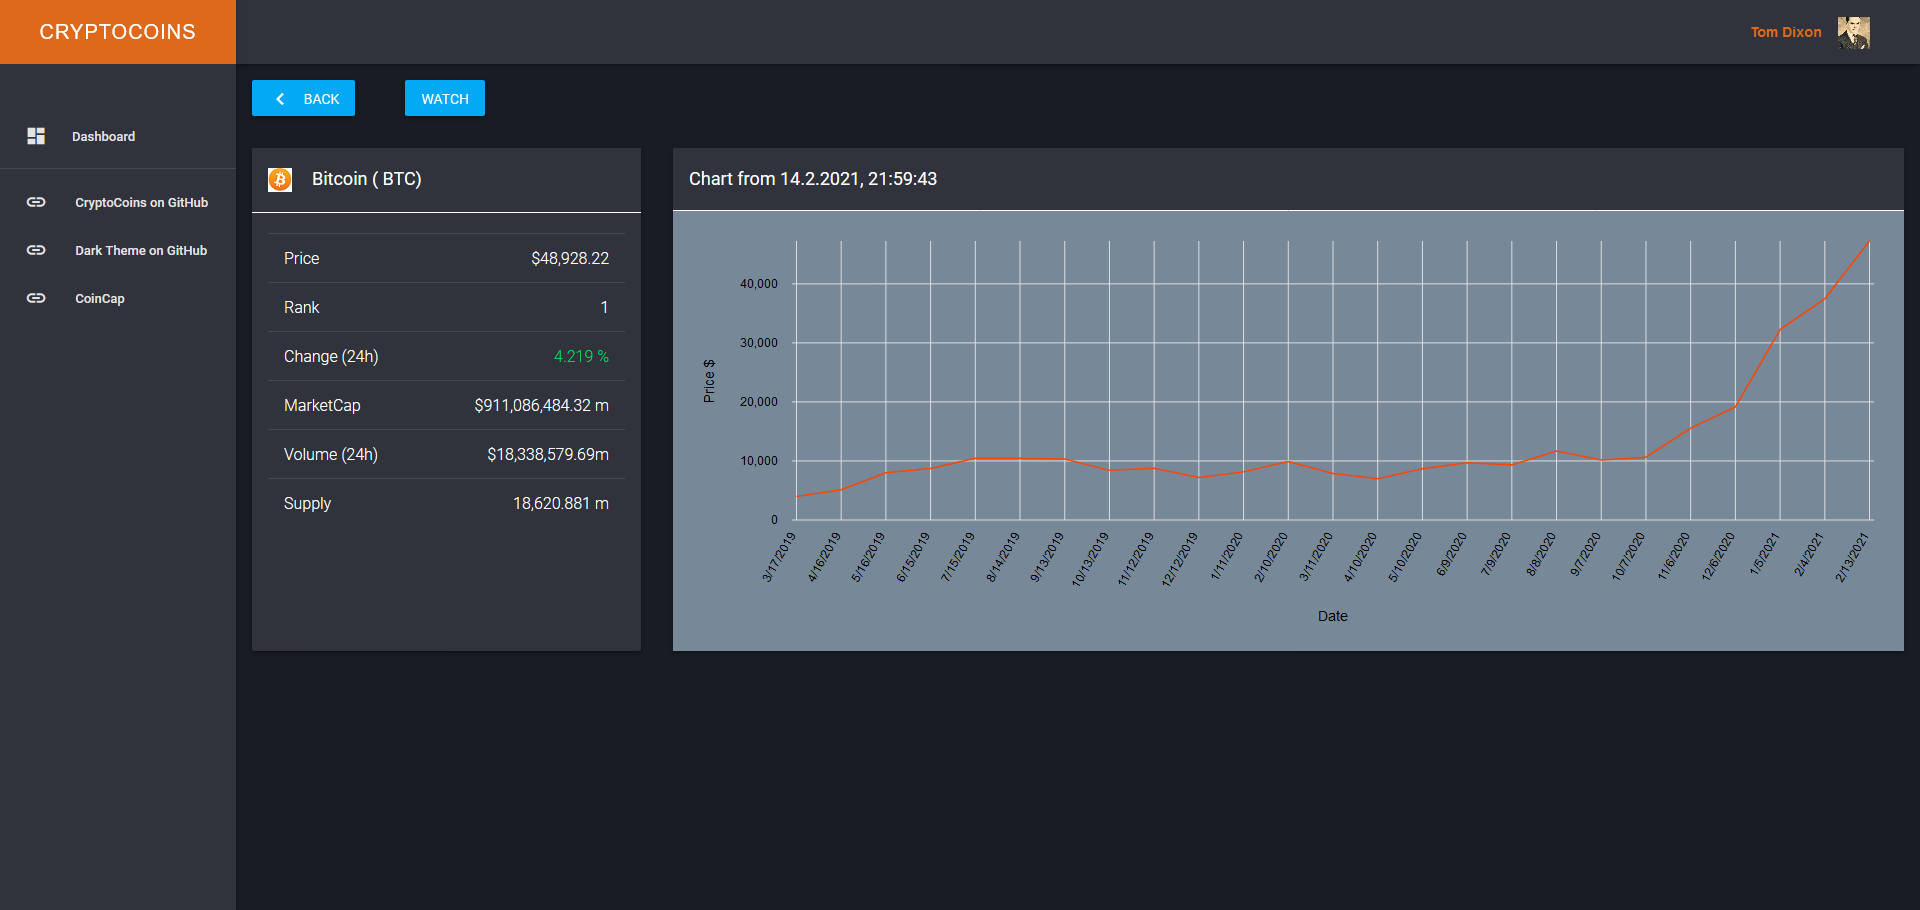 CRYPTOCOINS
Tom Dixon
BACK
WATCH
Dashboard
CryptoCoins on GitHub
Dark Theme on GitHub
CoinCap
Bitcoin ( BTC)
Price $48,928.22
Rank 1
Change (24h) 4.219 %
MarketCap $911,086,484.32 m
Volume (24h) $18,338,579.69m
Supply 18,620.881 m
Chart from 14.2.2021, 21:59:43
Price $
40,000
30,000
20,000
10,000
0
3/17/2019
4/16/2019
5/16/2019
6/15/2019
7/15/2019
8/14/2019
9/13/2019
10/13/2019
11/12/2019
12/12/2019
1/11/2020
2/10/2020
3/11/2020
4/10/2020
5/10/2020
6/9/2020
7/9/2020
8/8/2020
9/7/2020
10/7/2020
11/6/2020
12/6/2020
1/5/2021
2/4/2021
2/13/2021
Date